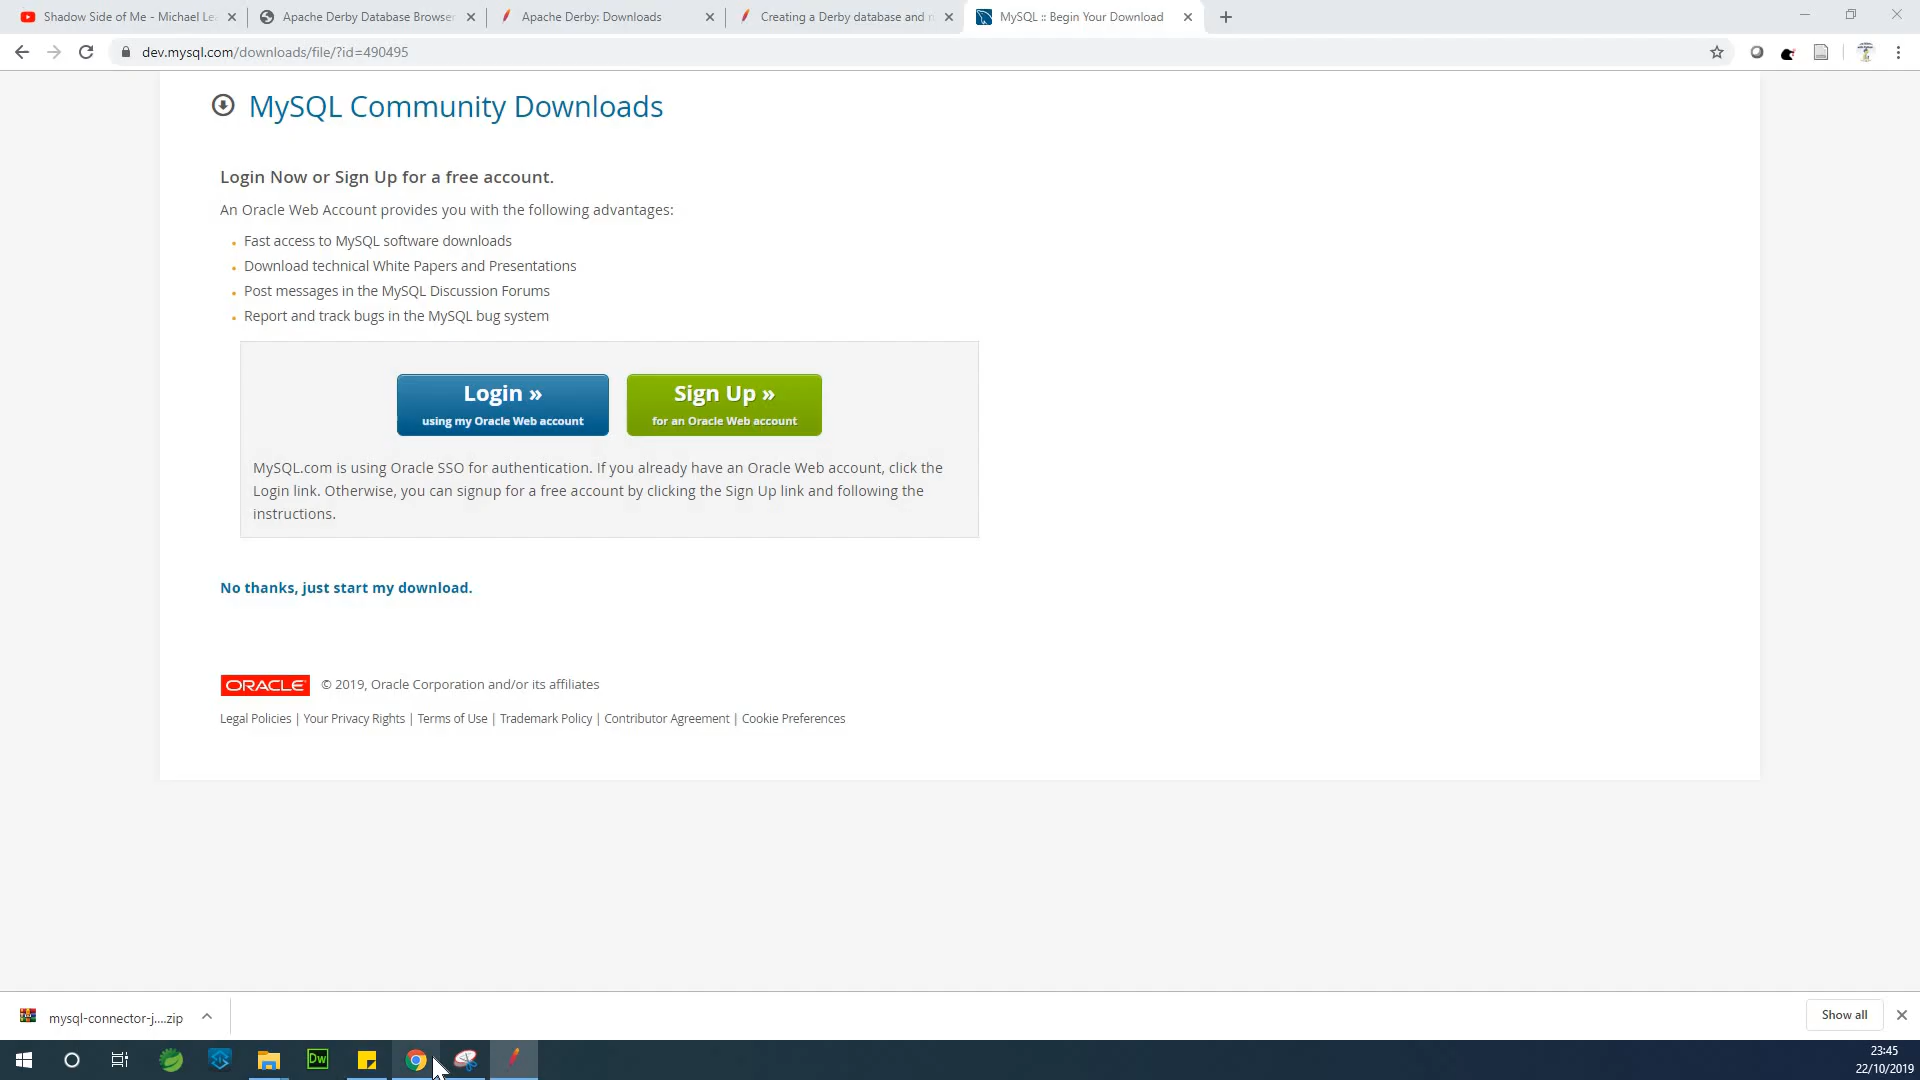 Shadow Side of Me - Michael Le
Apache Derby Database Browser
Apache Derby: Downloads
Creating a Derby database and
MySQL :: Begin Your Download
dev.mysql.com/downloads/file/?id=490495
MySQL Community Downloads
Login Now or Sign Up for a free account.
An Oracle Web Account provides you with the following advantages:
Fast access to MySQL software downloads
Download technical White Papers and Presentations
Post messages in the MySQL Discussion Forums
Report and track bugs in the MySQL bug system
Login »
using my Oracle Web account
Sign Up »
for an Oracle Web account
MySQL.com is using Oracle SSO for authentication. If you already have an Oracle Web account, click the
Login link. Otherwise, you can signup for a free account by clicking the Sign Up link and following the
instructions.
No thanks, just start my download.
ORACLE © 2019, Oracle Corporation and/or its affiliates
Legal Policies | Your Privacy Rights | Terms of Use | Trademark Policy | Contributor Agreement | Cookie Preferences
mysql-connector-j....zip
Show all
Dw
23:45
22/10/2019